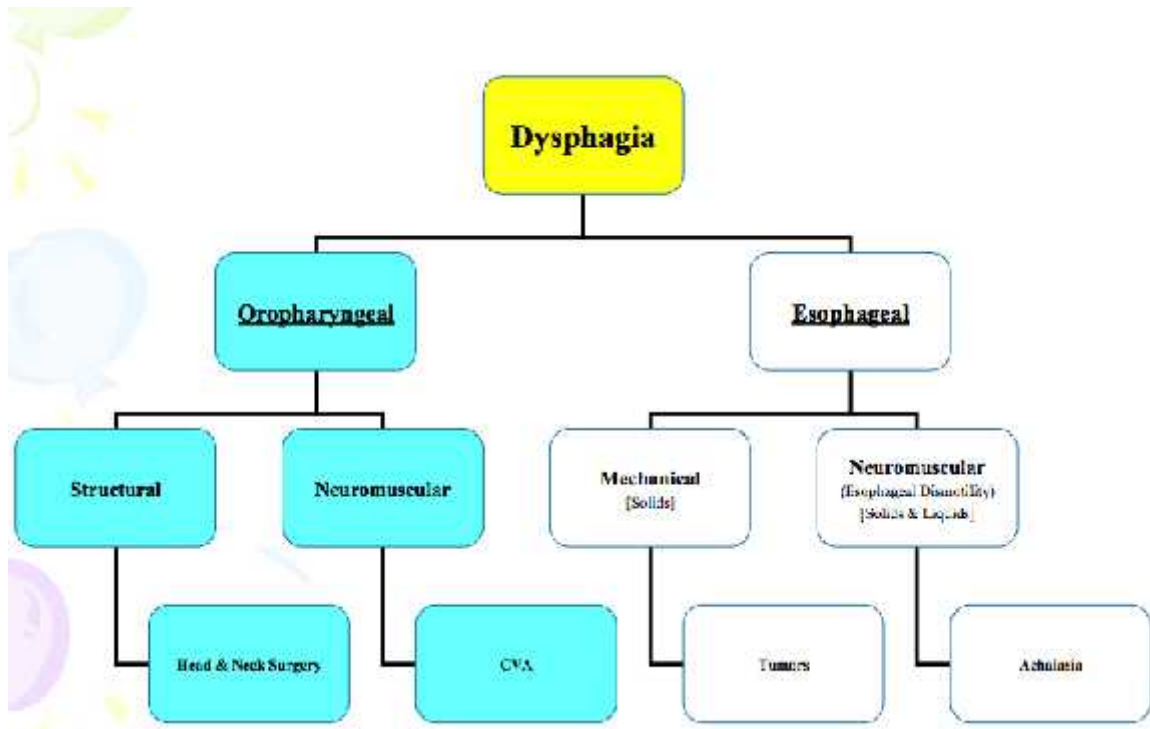 Dysphagia
Oropharyngeal
Esophageal
Structural
Neuromuscular
Mechanical
[Solids]
Neuromuscular
(Esophageal Dismotility)
[Solids & Liquids]
Head & Neck Surgery
CVA
Tumors
Achalasia